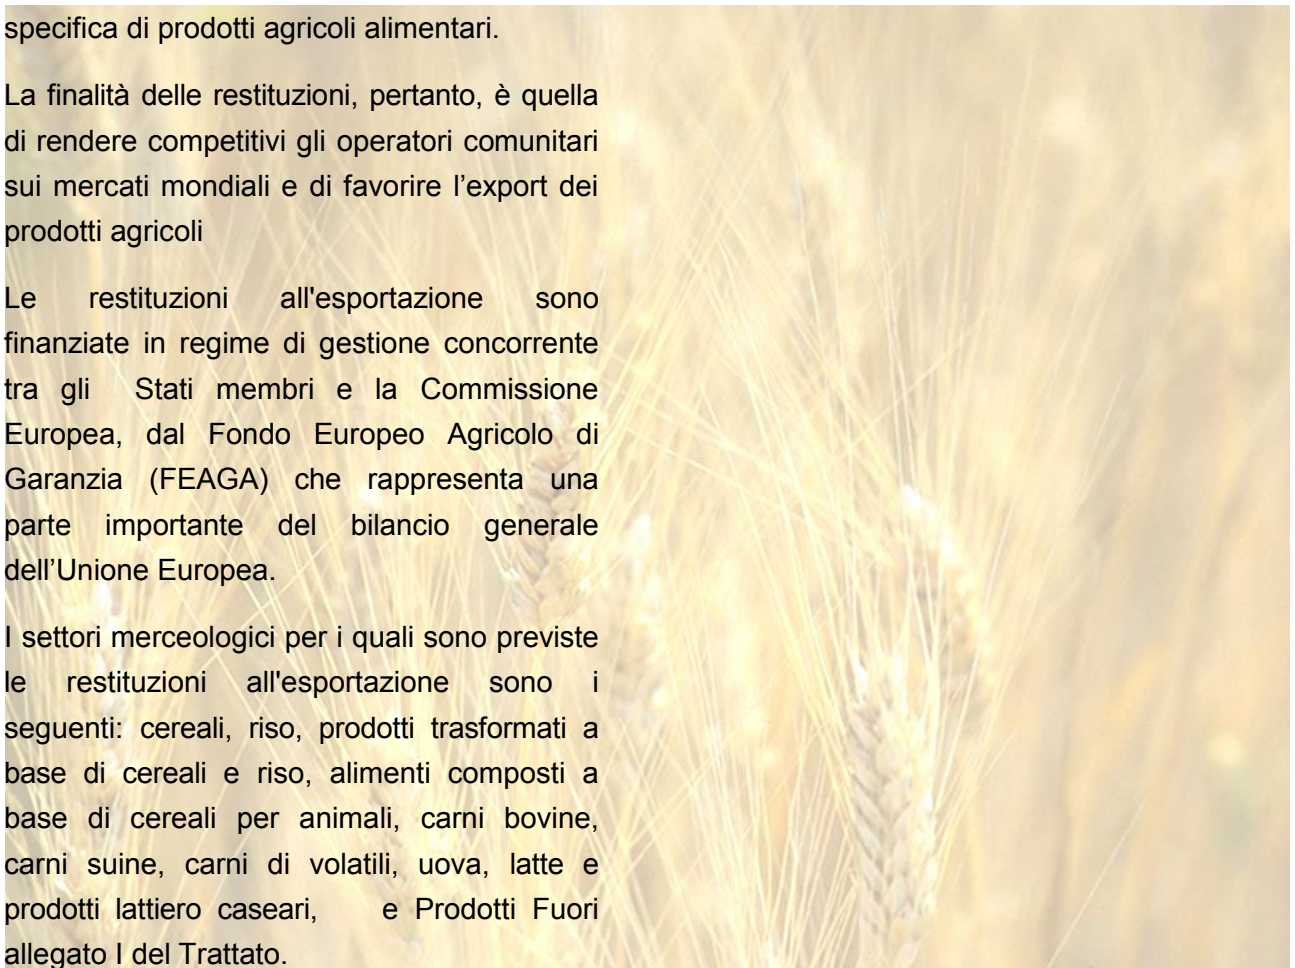 specifica di prodotti agricoli alimentari.
La finalità delle restituzioni, pertanto, è quella
di rendere competitivi gli operatori comunitari
sui mercati mondiali e di favorire l’export dei
prodotti agricoli
Le restituzioni all'esportazione sono
finanziate in regime di gestione concorrente
tra gli Stati membri e la Commissione
Europea, dal Fondo Europeo Agricolo di
Garanzia (FEAGA) che rappresenta una
parte importante del bilancio generale
dell’Unione Europea.
I settori merceologici per i quali sono previste
le restituzioni all'esportazione sono i
seguenti: cereali, riso, prodotti trasformati a
base di cereali e riso, alimenti composti a
base di cereali per animali, carni bovine,
carni suine, carni di volatili, uova, latte e
prodotti lattiero caseari, e Prodotti Fuori
allegato I del Trattato.